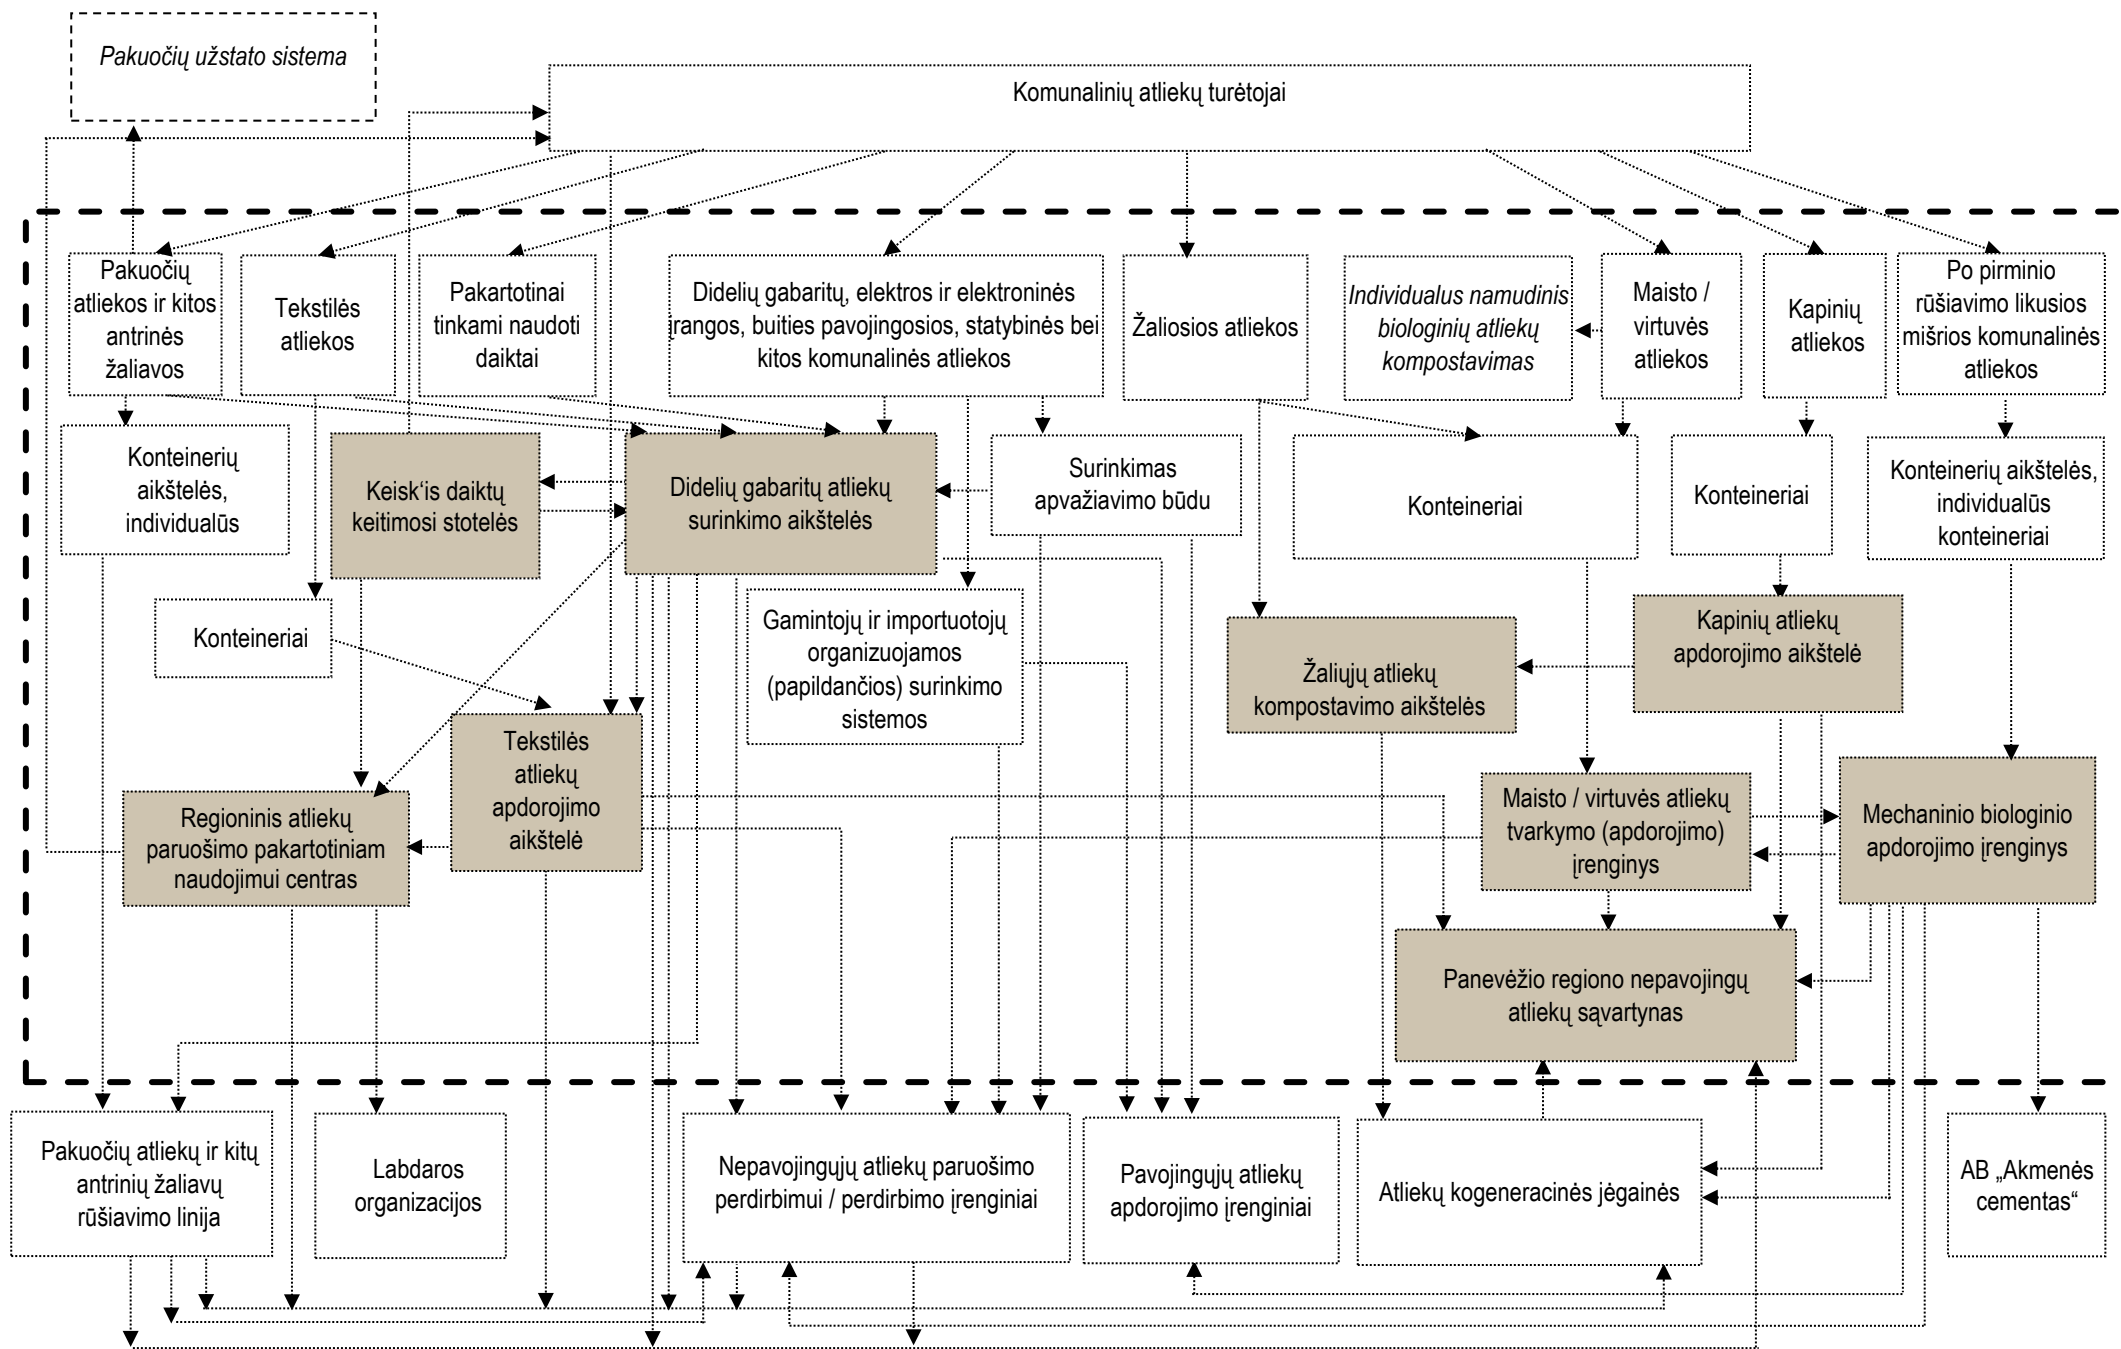 Pakuočių užstato sistema
Komunalinių atliekų turėtojai
Pakuočių
atliekos ir kitos
antrinės
žaliavos
Tekstilės
atliekos
Pakartotinai
tinkami naudoti
daiktai
Didelių gabaritų, elektros ir elektroninės
įrangos, buities pavojingosios, statybinės bei
kitos komunalinės atliekos
Žaliosios atliekos
Individualus namudinis
biologinių atliekų
kompostavimas
Maisto /
virtuvės
atliekos
Kapinių
atliekos
Po pirminio
rūšiavimo likusios
mišrios komunalinės
atliekos
Konteinerių
aikštelės,
individualūs
Keisk‘is daiktų
keitimosi stotelės
Didelių gabaritų atliekų
surinkimo aikštelės
Surinkimas
apvažiavimo būdu
Konteineriai
Konteineriai
Konteinerių aikštelės,
individualūs
konteineriai
Konteineriai
Gamintojų ir importuotojų
organizuojamos
(papildančios) surinkimo
sistemos
Žaliųjų atliekų
kompostavimo aikštelės
Kapinių atliekų
apdorojimo aikštelė
Tekstilės
atliekų
apdorojimo
aikštelė
Regioninis atliekų
paruošimo pakartotiniam
naudojimui centras
Maisto / virtuvės atliekų
tvarkymo (apdorojimo)
įrenginys
Mechaninio biologinio
apdorojimo įrenginys
Panevėžio regiono nepavojingų
atliekų sąvartynas
Pakuočių atliekų ir kitų
antrinių žaliavų
rūšiavimo linija
Labdaros
organizacijos
Nepavojingųjų atliekų paruošimo
perdirbimui / perdirbimo įrenginiai
Pavojingųjų atliekų
apdorojimo įrenginiai
Atliekų kogeneracinės jėgainės
AB „Akmenės
cementas“